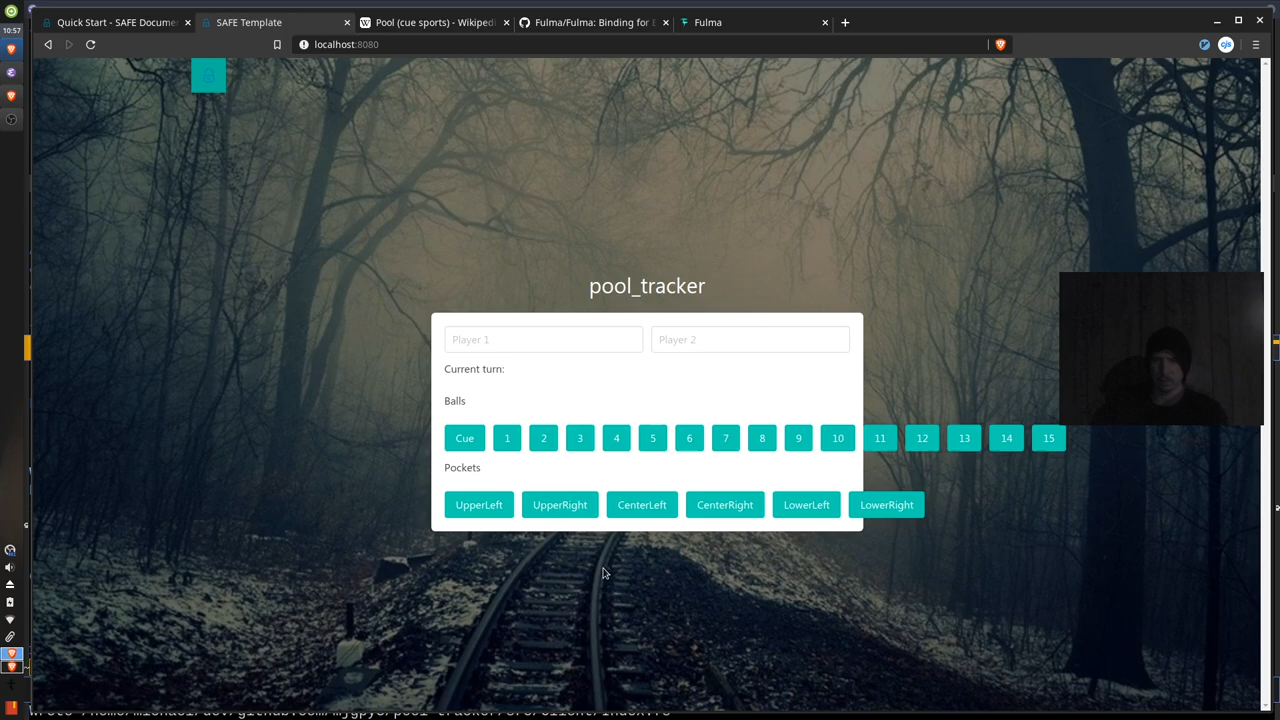 Quick Start - SAFE Docume
SAFE Template
Pool (cue sports) - Wikiped
Fulma/Fulma: Binding for E
Fulma
10:57
localhost:8080
cjs
pool_tracker
Player 1
Player 2
Current turn:
Balls
Cue 1 2 3 4 5 6 7 8 9 10 11 12 13 14 15
Pockets
UpperLeft UpperRight CenterLeft CenterRight LowerLeft LowerRight